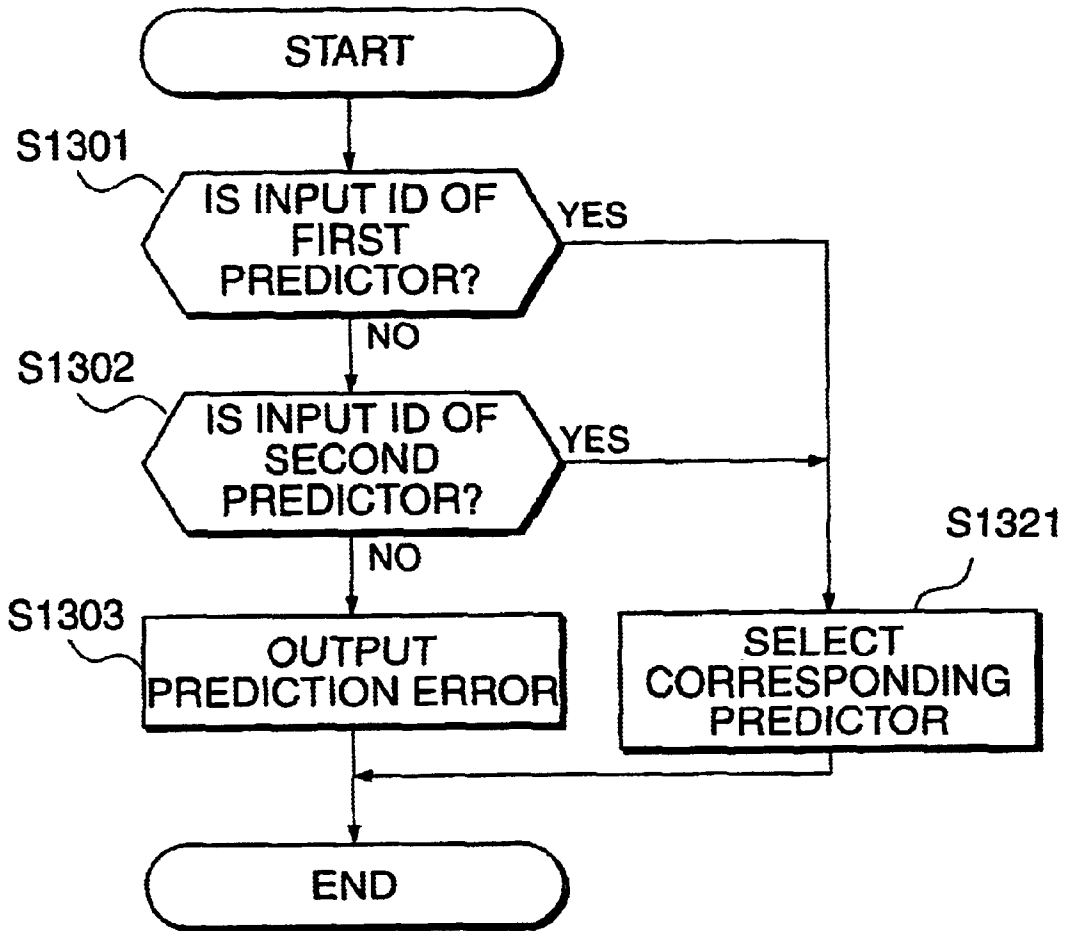 START
S1301
IS INPUT ID OF
FIRST
PREDICTOR?
YES
NO
S1302
IS INPUT ID OF
SECOND
PREDICTOR?
YES
NO
S1303
OUTPUT
PREDICTION ERROR
S1321
SELECT
CORRESPONDING
PREDICTOR
END